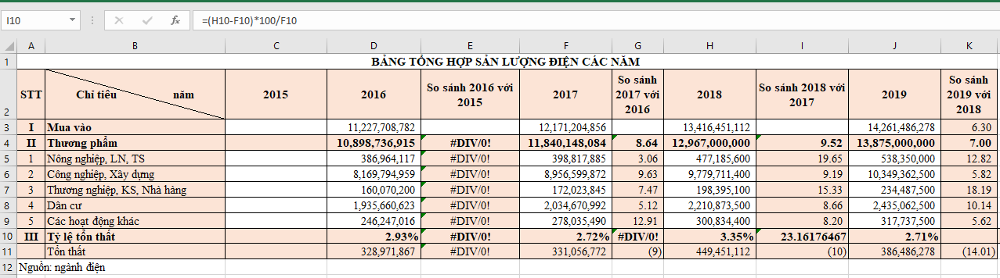 I10 fx =(H10-F10)*100/F10
A B C D E F G H I J K
1 BẢNG TỔNG HỢP SẢN LƯỢNG ĐIỆN CÁC NĂM
2 STT Chỉ tiêu năm 2015 2016 So sánh 2016 với 2015 2017 So sánh 2017 với 2016 2018 So sánh 2018 với 2017 2019 So sánh 2019 với 2018
3 I Mua vào 11,227,708,782 12,171,204,856 13,416,451,112 14,261,486,278 6.30
4 II Thương phẩm 10,898,736,915 #DIV/0! 11,840,148,084 8.64 12,967,000,000 9.52 13,875,000,000 7.00
5 1 Nông nghiệp, LN, TS 386,964,117 #DIV/0! 398,817,885 3.06 477,185,600 19.65 538,350,000 12.82
6 2 Công nghiệp, Xây dựng 8,169,794,959 #DIV/0! 8,956,599,872 9.63 9,779,711,400 9.19 10,349,362,500 5.82
7 3 Thương nghiệp, KS, Nhà hàng 160,070,200 #DIV/0! 172,023,845 7.47 198,395,100 15.33 234,487,500 18.19
8 4 Dân cư 1,935,660,623 #DIV/0! 2,034,670,992 5.12 2,210,873,500 8.66 2,435,062,500 10.14
9 5 Các hoạt động khác 246,247,016 #DIV/0! 278,035,490 12.91 300,834,400 8.20 317,737,500 5.62
10 III Tỷ lệ tổn thất 2.93% #DIV/0! 2.72% #DIV/0! 3.35% 23.16176467 2.71%
11 Tổn thất 328,971,867 #DIV/0! 331,056,772 (9) 449,451,112 (10) 386,486,278 (14.01)
12 Nguồn: ngành điện